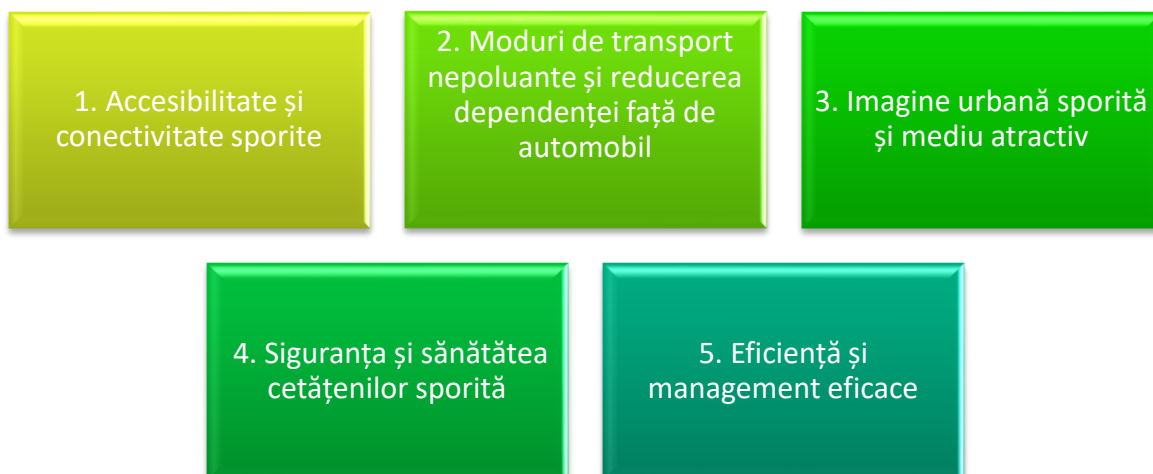 1. Accesibilitate și
conectivitate sporite
2. Moduri de transport
nepoluante și reducerea
dependenței față de
automobil
3. Imagine urbană sporită
și mediu atractiv
4. Siguranța și sănătatea
cetățenilor sporită
5. Eficiență și
management eficace